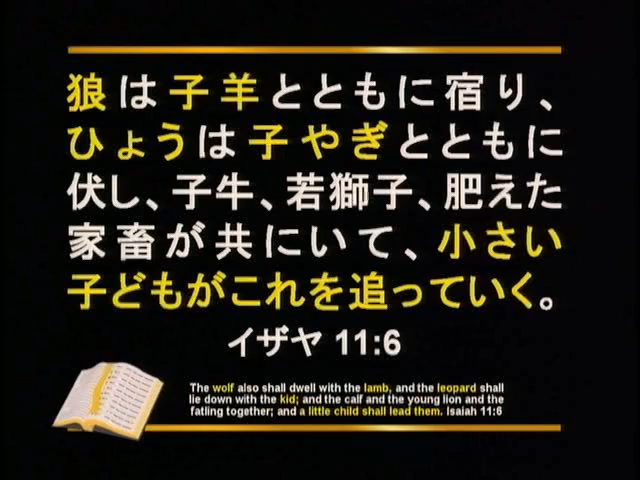 狼は子羊とともに宿り、
ひょうは子やぎとともに
伏し、子牛、若獅子、肥えた
家畜が共にいて、小さい
子どもがこれを追っていく。
イザヤ 11:6
The wolf also shall dwell with the lamb, and the leopard shall
lie down with the kid; and the calf and the young lion and the
fatling together; and a little child shall lead them. Isaiah 11:6